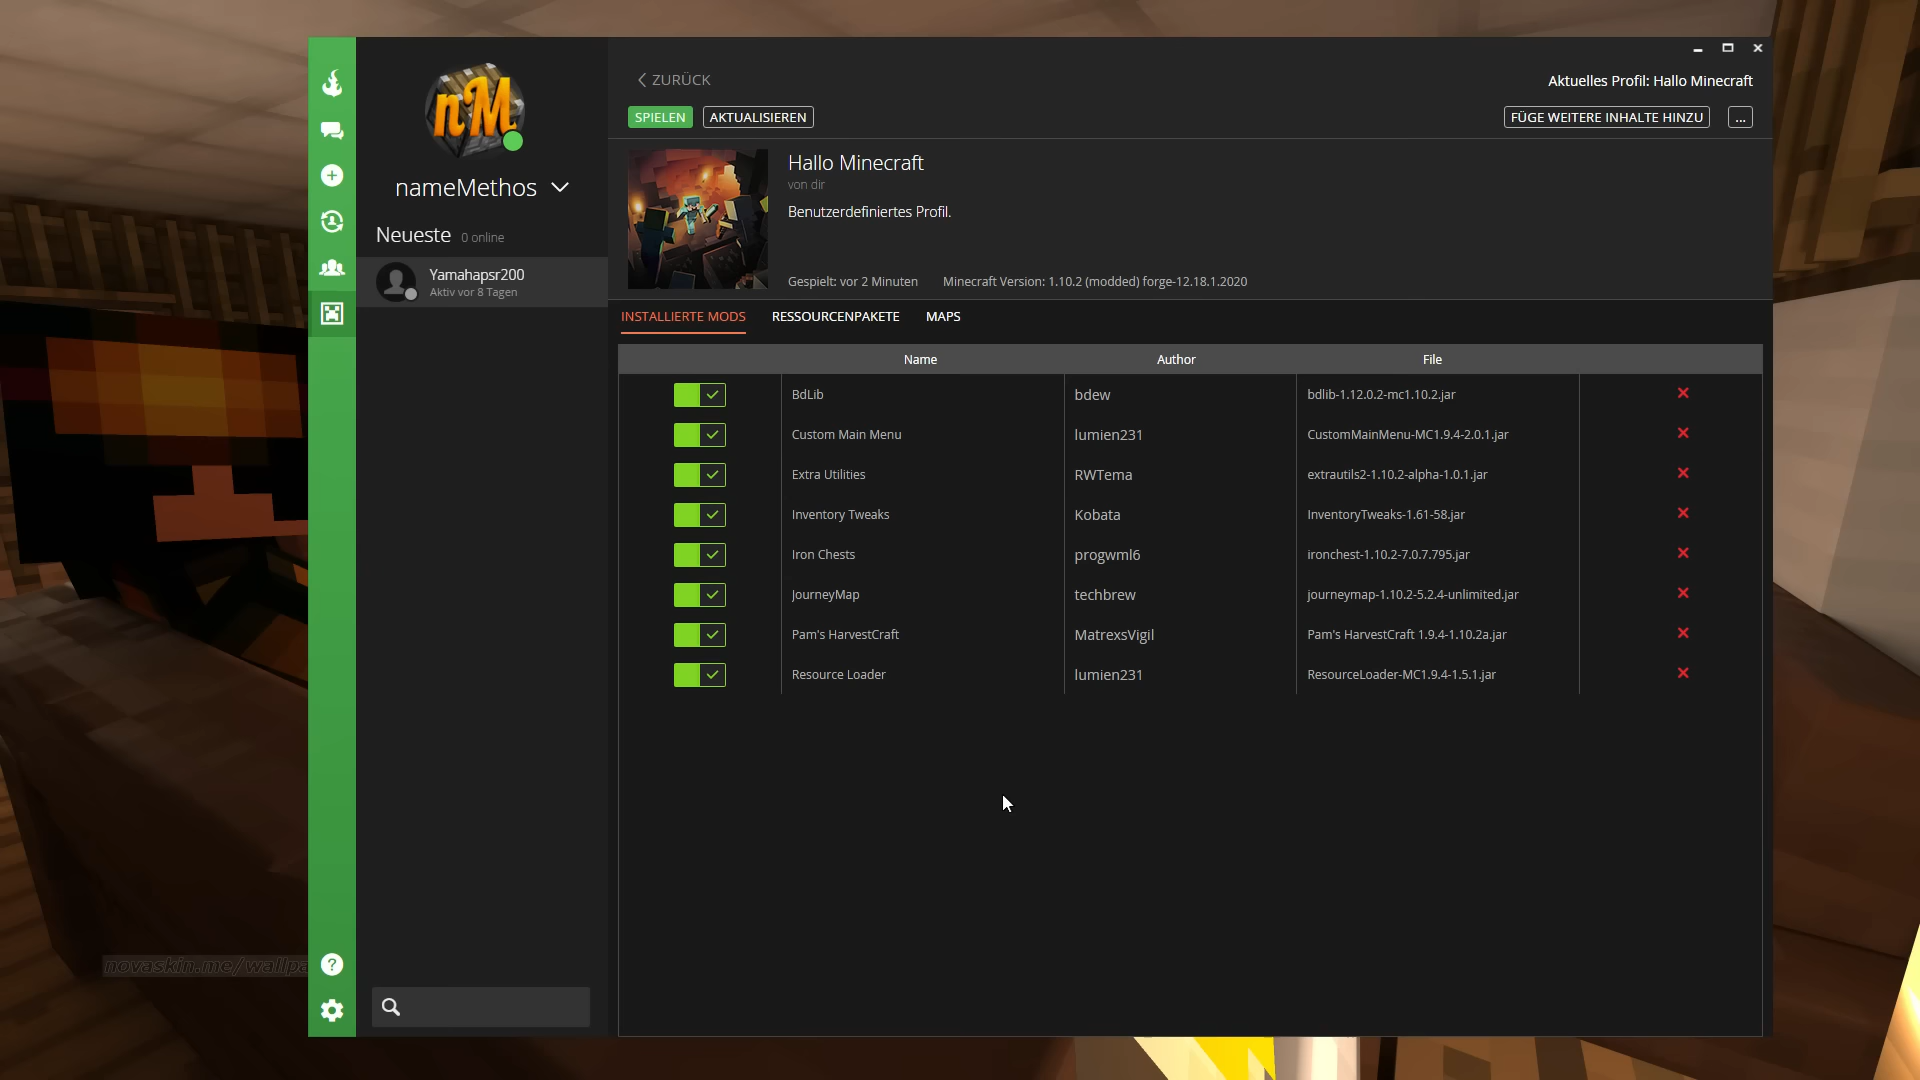 nM
nameMethos
Neueste 0 online
Yamahapsr200
Aktiv vor 8 Tagen
ZURÜCK
Aktuelles Profil: Hallo Minecraft
SPIELEN AKTUALISIEREN FÜGE WEITERE INHALTE HINZU ...
Hallo Minecraft
von dir
Benutzerdefiniertes Profil.
Gespielt: vor 2 Minuten Minecraft Version: 1.10.2 (modded) forge-12.18.1.2020
INSTALLIERTE MODS RESSOURCENPAKETE MAPS
Name Author File
BdLib bdew bdlib-1.12.0.2-mc1.10.2.jar
Custom Main Menu lumien231 CustomMainMenu-MC1.9.4-2.0.1.jar
Extra Utilities RWTema extrautils2-1.10.2-alpha-1.0.1.jar
Inventory Tweaks Kobata InventoryTweaks-1.61-58.jar
Iron Chests progwml6 ironchest-1.10.2-7.0.7.795.jar
JourneyMap techbrew journeymap-1.10.2-5.2.4-unlimited.jar
Pam's HarvestCraft MatrexsVigil Pam's HarvestCraft 1.9.4-1.10.2a.jar
Resource Loader lumien231 ResourceLoader-MC1.9.4-1.5.1.jar
novaskin.me/wallpa